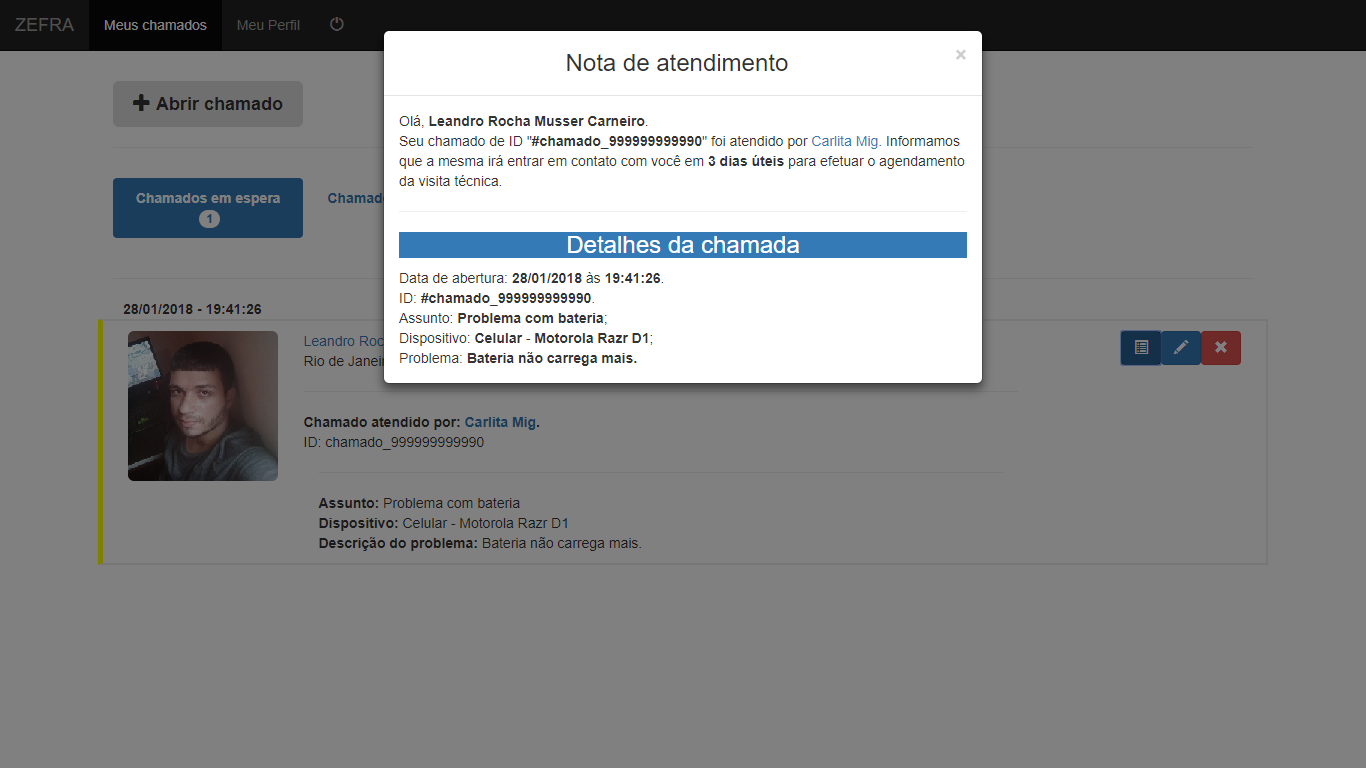 ZEFRA Meus chamados Meu Perfil
Nota de atendimento ×
Abrir chamado
Olá, Leandro Rocha Musser Carneiro.
Seu chamado de ID "#chamado_999999999990" foi atendido por Carlita Mig. Informamos
que a mesma irá entrar em contato com você em 3 dias úteis para efetuar o agendamento
da visita técnica.
Chamados em espera
1
Detalhes da chamada
Data de abertura: 28/01/2018 às 19:41:26.
ID: #chamado_999999999990.
Assunto: Problema com bateria;
Dispositivo: Celular - Motorola Razr D1;
Problema: Bateria não carrega mais.
28/01/2018 - 19:41:26
Leandro
Rio de
Chamado atendido por: Carlita Mig.
ID: chamado_999999999990
Assunto: Problema com bateria
Dispositivo: Celular - Motorola Razr D1
Descrição do problema: Bateria não carrega mais.